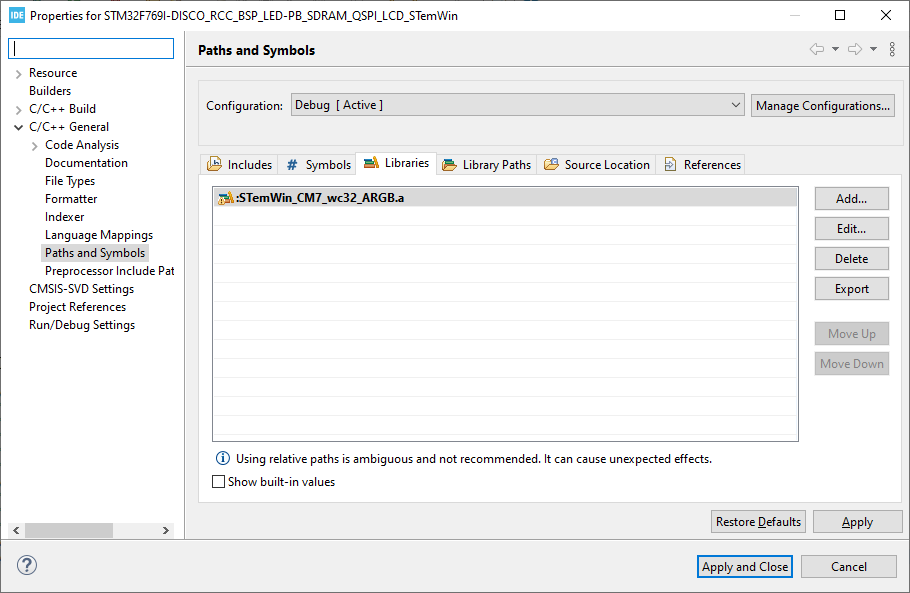 IDE Properties for STM32F769I-DISCO_RCC_BSP_LED-PB_SDRAM_QSPI_LCD_STemWin
Paths and Symbols
Resource
Builders
C/C++ Build
C/C++ General
Code Analysis
Documentation
File Types
Formatter
Indexer
Language Mappings
Paths and Symbols
Preprocessor Include Pat
CMSIS-SVD Settings
Project References
Run/Debug Settings
Configuration: Debug [ Active ] Manage Configurations...
Includes # Symbols Libraries Library Paths Source Location References
:STemWin_CM7_wc32_ARGB.a
Add...
Edit...
Delete
Export
Move Up
Move Down
Using relative paths is ambiguous and not recommended. It can cause unexpected effects.
Show built-in values
Restore Defaults Apply
? Apply and Close Cancel